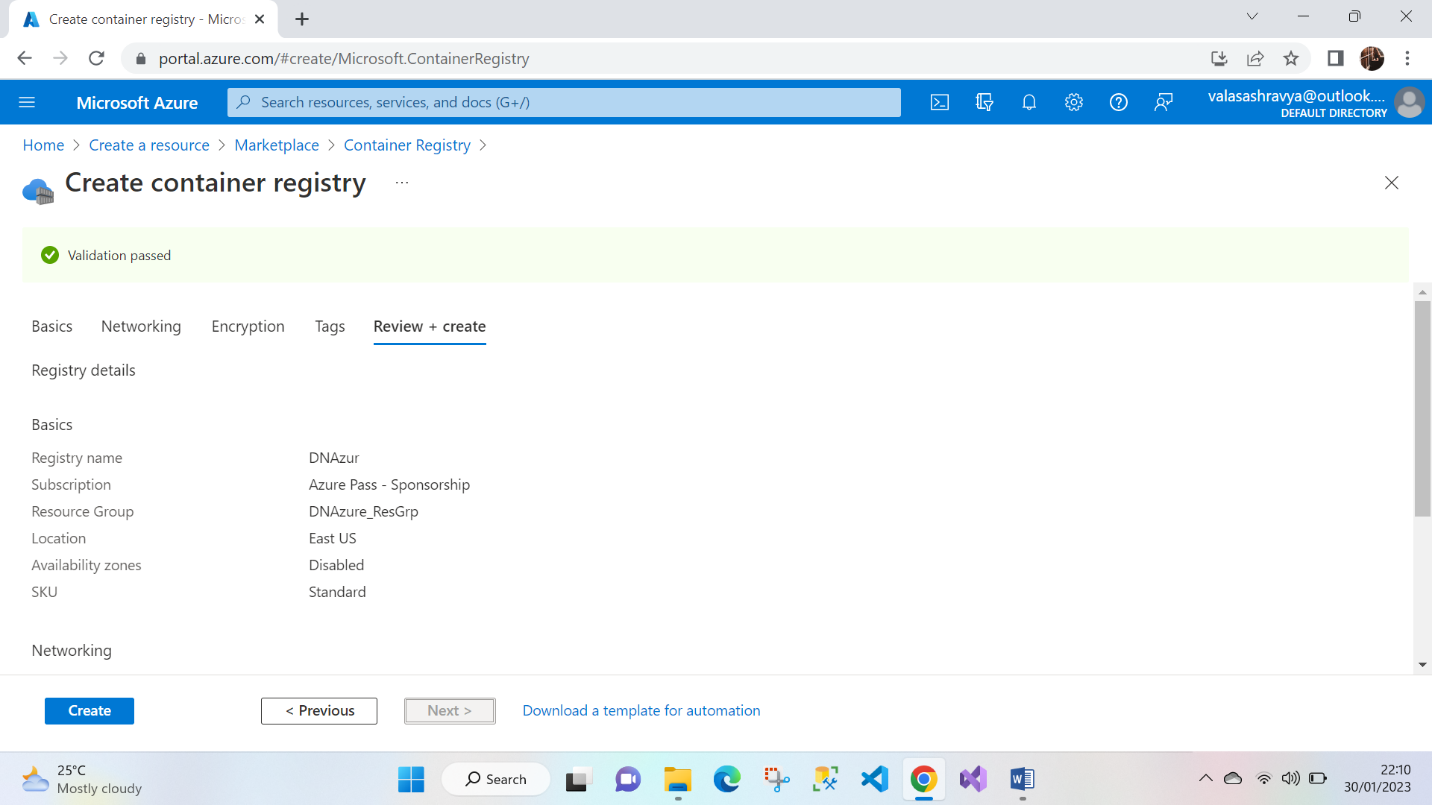 Create container registry - Micros
portal.azure.com/#create/Microsoft.ContainerRegistry
Microsoft Azure
Search resources, services, and docs (G+/)
valasashravya@outlook....
DEFAULT DIRECTORY
Home > Create a resource > Marketplace > Container Registry >
Create container registry ...
Validation passed
Basics Networking Encryption Tags Review + create
Registry details
Basics
Registry name DNAzur
Subscription Azure Pass - Sponsorship
Resource Group DNAzure_ResGrp
Location East US
Availability zones Disabled
SKU Standard
Networking
Create < Previous Next > Download a template for automation
25°C
Mostly cloudy
Search
22:10
30/01/2023